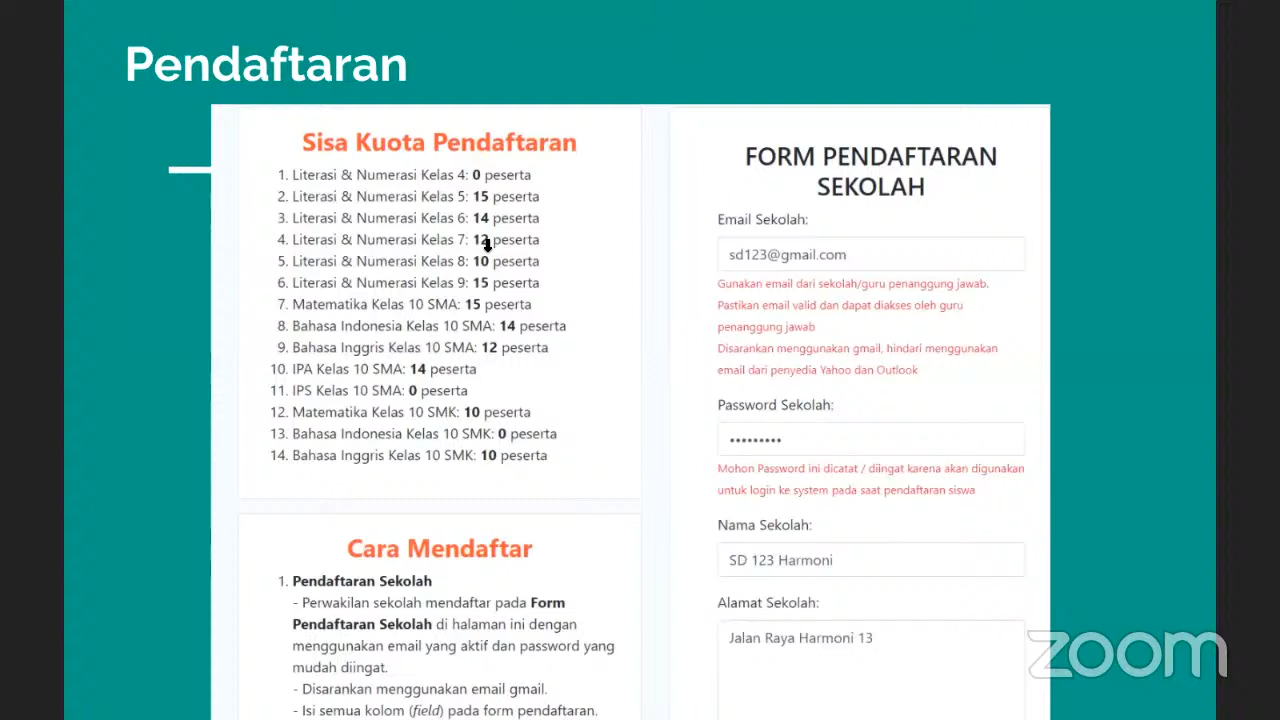 Pendaftaran
Sisa Kuota Pendaftaran
1. Literasi & Numerasi Kelas 4: 0 peserta
2. Literasi & Numerasi Kelas 5: 15 peserta
3. Literasi & Numerasi Kelas 6: 14 peserta
4. Literasi & Numerasi Kelas 7: 12 peserta
5. Literasi & Numerasi Kelas 8: 10 peserta
6. Literasi & Numerasi Kelas 9: 15 peserta
7. Matematika Kelas 10 SMA: 15 peserta
8. Bahasa Indonesia Kelas 10 SMA: 14 peserta
9. Bahasa Inggris Kelas 10 SMA: 12 peserta
10. IPA Kelas 10 SMA: 14 peserta
11. IPS Kelas 10 SMA: 0 peserta
12. Matematika Kelas 10 SMK: 10 peserta
13. Bahasa Indonesia Kelas 10 SMK: 0 peserta
14. Bahasa Inggris Kelas 10 SMK: 10 peserta
Cara Mendaftar
1. Pendaftaran Sekolah
- Perwakilan sekolah mendaftar pada Form
Pendaftaran Sekolah di halaman ini dengan
menggunakan email yang aktif dan password yang
mudah diingat.
- Disarankan menggunakan email gmail.
- Isi semua kolom (field) pada form pendaftaran.
FORM PENDAFTARAN
SEKOLAH
Email Sekolah:
sd123@gmail.com
Gunakan email dari sekolah/guru penanggung jawab.
Pastikan email valid dan dapat diakses oleh guru
penanggung jawab
Disarankan menggunakan gmail, hindari menggunakan
email dari penyedia Yahoo dan Outlook
Password Sekolah:
•••••••••
Mohon Password ini dicatat / diingat karena akan digunakan
untuk login ke system pada saat pendaftaran siswa
Nama Sekolah:
SD 123 Harmoni
Alamat Sekolah:
Jalan Raya Harmoni 13
zoom